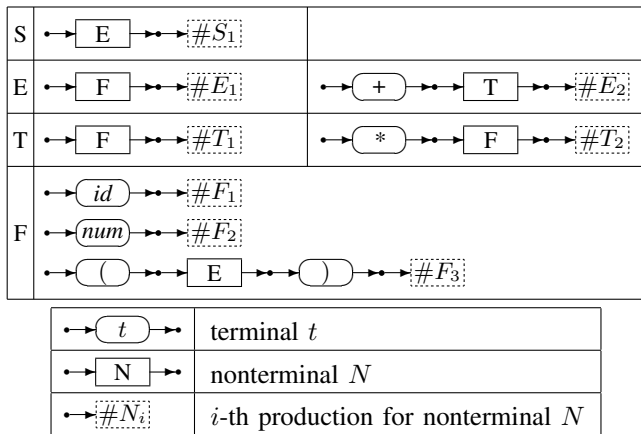 S E #S1
E F #E1 + T #E2
T F #T1 * F #T2
F
id #F1
num #F2
( E ) #F3
t terminal t
N nonterminal N
#Ni i-th production for nonterminal N